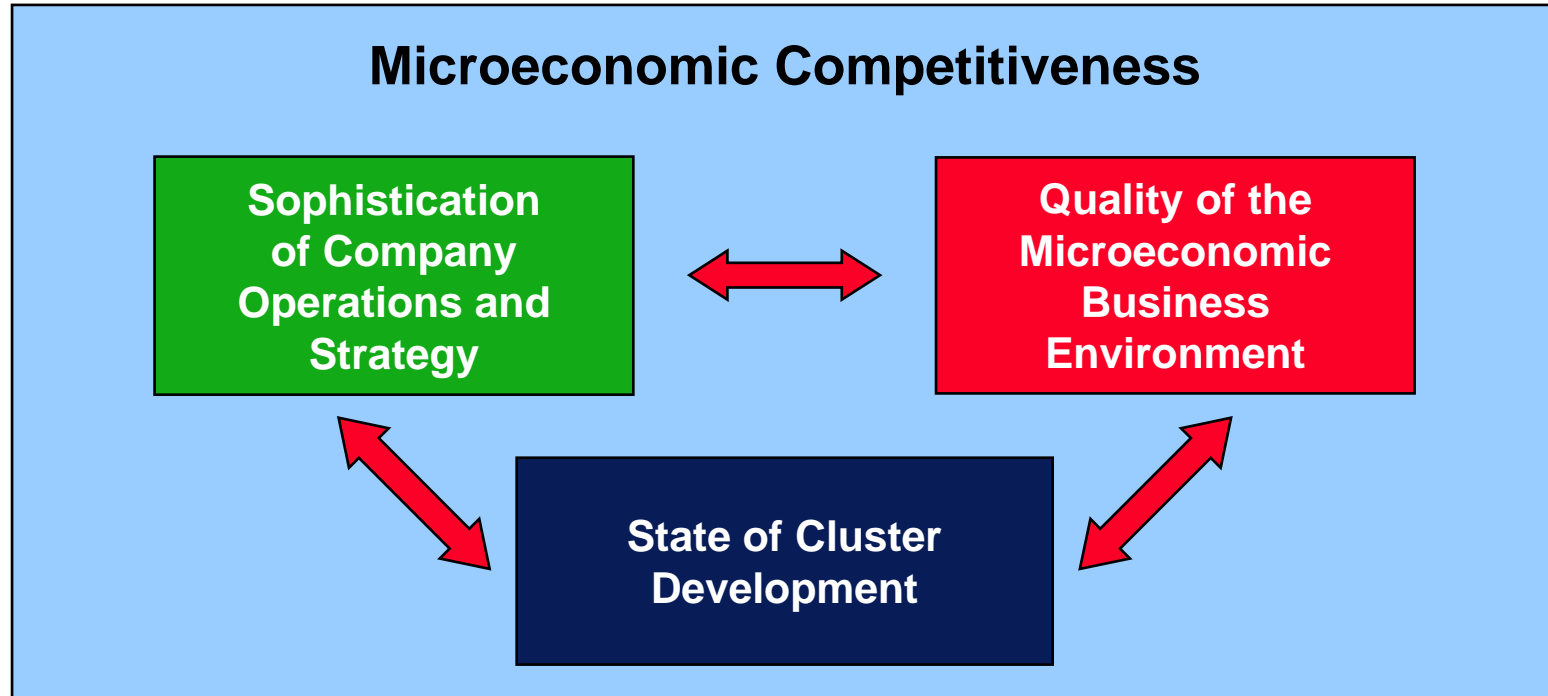 Microeconomic Competitiveness
Sophistication
of Company
Operations and
Strategy
Quality of the
Microeconomic
Business
Environment
State of Cluster
Development